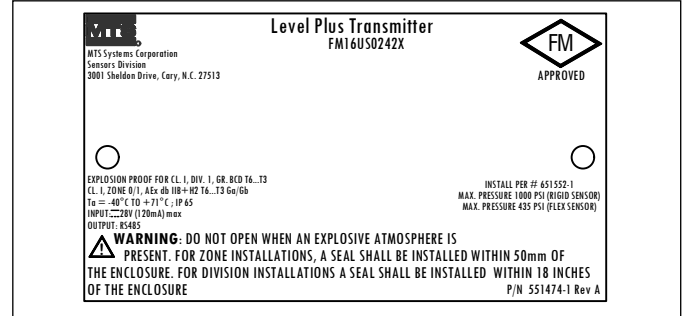 MTS
Level Plus Transmitter
FM16US0242X
FM
APPROVED
MTS Systems Corporation
Sensors Division
3001 Sheldon Drive, Cary, N.C. 27513
EXPLOSION PROOF FOR CL. I, DIV. 1, GR. BCD T6...T3
CL. I, ZONE 0/1, AEx db IIB+H2 T6...T3 Ga/Gb
Ta = -40°C TO +71°C ; IP 65
INPUT:⎓28V (120mA) max
OUTPUT: RS485
INSTALL PER # 651552-1
MAX. PRESSURE 1000 PSI (RIGID SENSOR)
MAX. PRESSURE 435 PSI (FLEX SENSOR)
WARNING: DO NOT OPEN WHEN AN EXPLOSIVE ATMOSPHERE IS
PRESENT. FOR ZONE INSTALLATIONS, A SEAL SHALL BE INSTALLED WITHIN 50mm OF
THE ENCLOSURE. FOR DIVISION INSTALLATIONS A SEAL SHALL BE INSTALLED WITHIN 18 INCHES
OF THE ENCLOSURE
P/N 551474-1 Rev A